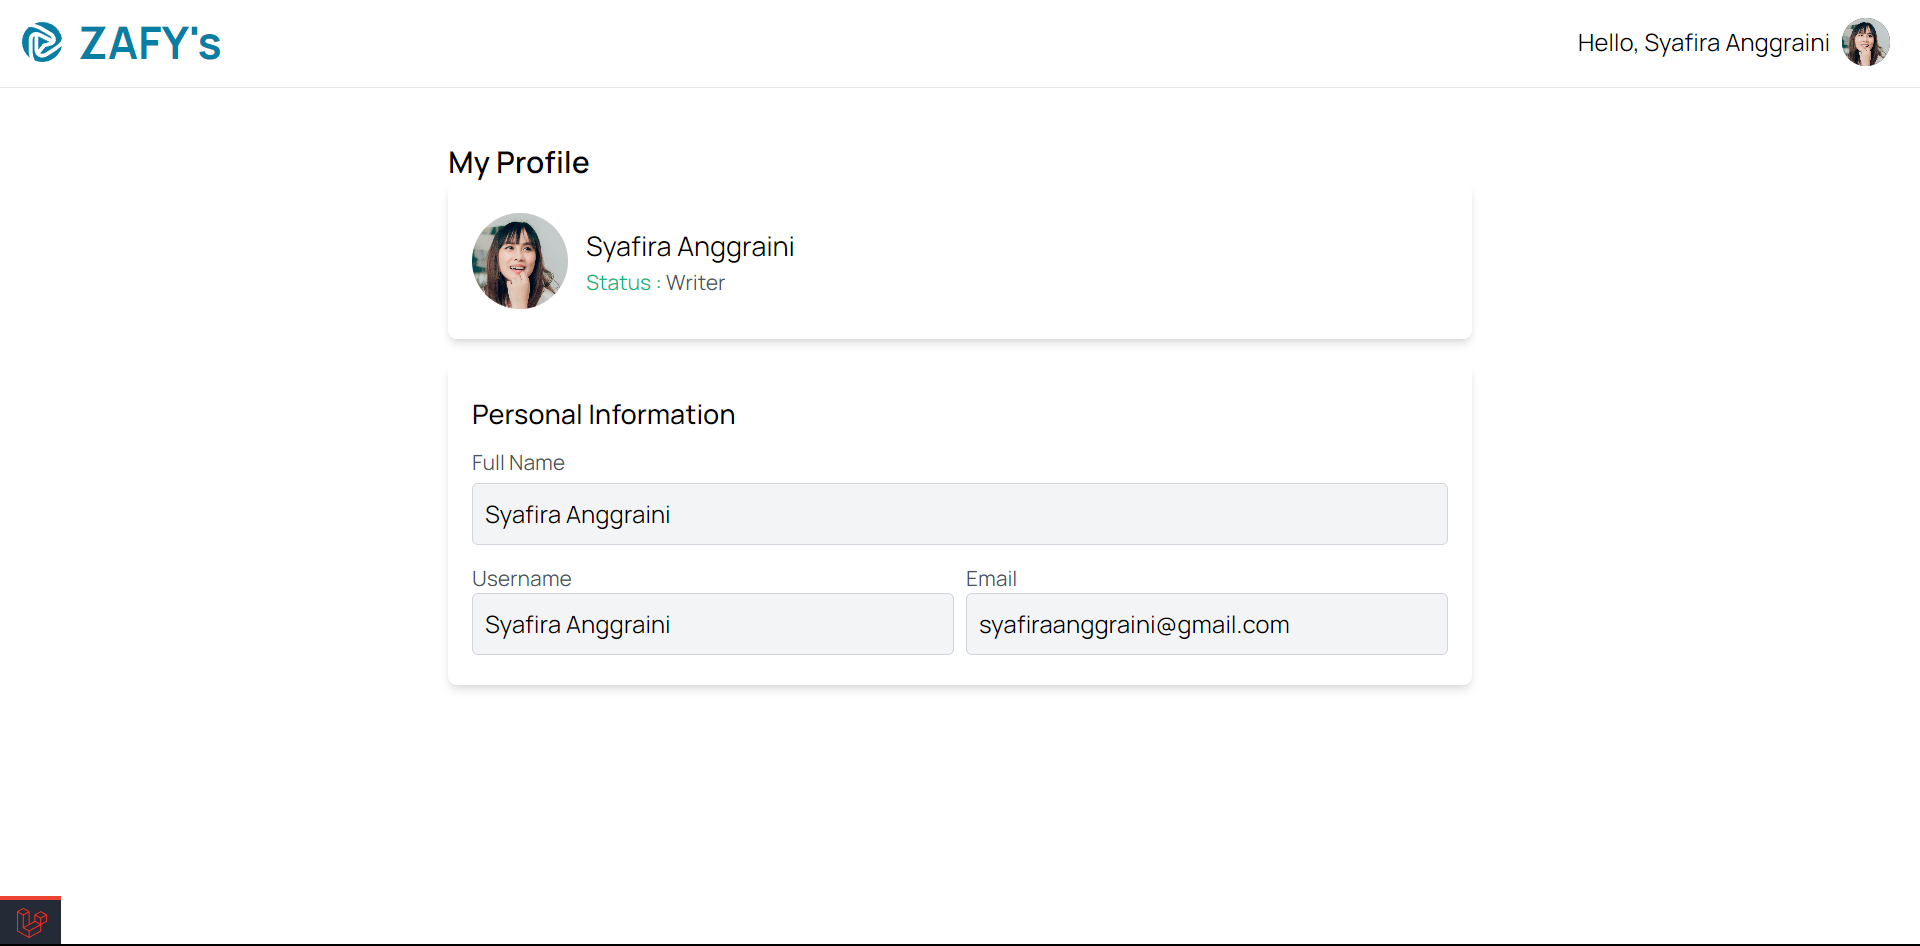 ZAFY's
Hello, Syafira Anggraini
My Profile
Syafira Anggraini
Status : Writer
Personal Information
Full Name
Syafira Anggraini
Username
Email
Syafira Anggraini
syafiraanggraini@gmail.com